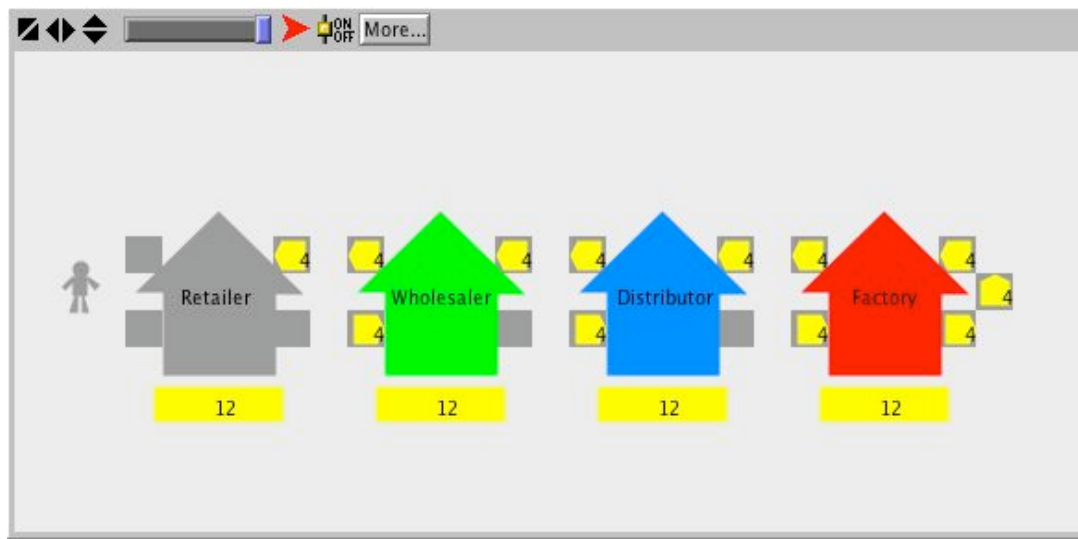 ON
OFF
More...
4 4 4 4 4 4 4
4
Retailer Wholesaler Distributor Factory
4 4 4 4
12 12 12 12